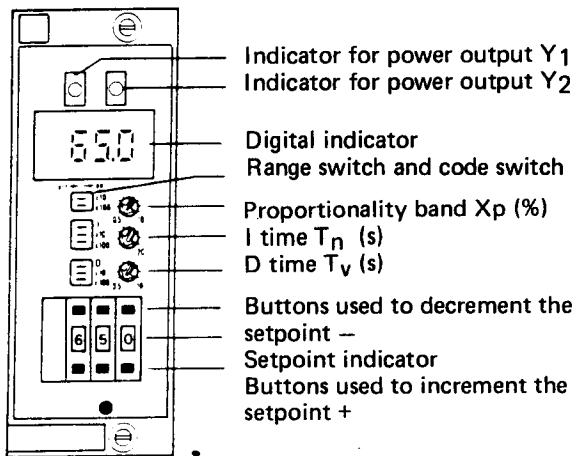 Indicator for power output Y1
Indicator for power output Y2
65.0
Digital indicator
Range switch and code switch
Proportionality band Xp (%)
I time Tn (s)
D time Tv (s)
Buttons used to decrement the
6 5 0
setpoint –
Setpoint indicator
Buttons used to increment the
setpoint +